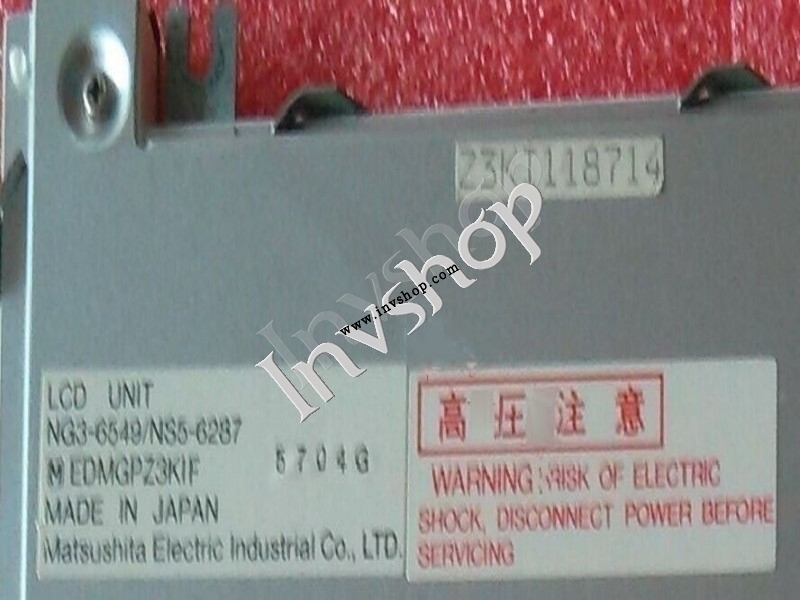 Z3KI118714
Invshop
www.invshop.com
LCD UNIT
NG3-6549/NS5-6287
M EDMGPZ3KIF 5704G
MADE IN JAPAN
Matsushita Electric Industrial Co., LTD.
高圧注意
WARNING: RISK OF ELECTRIC
SHOCK, DISCONNECT POWER BEFORE
SERVICING